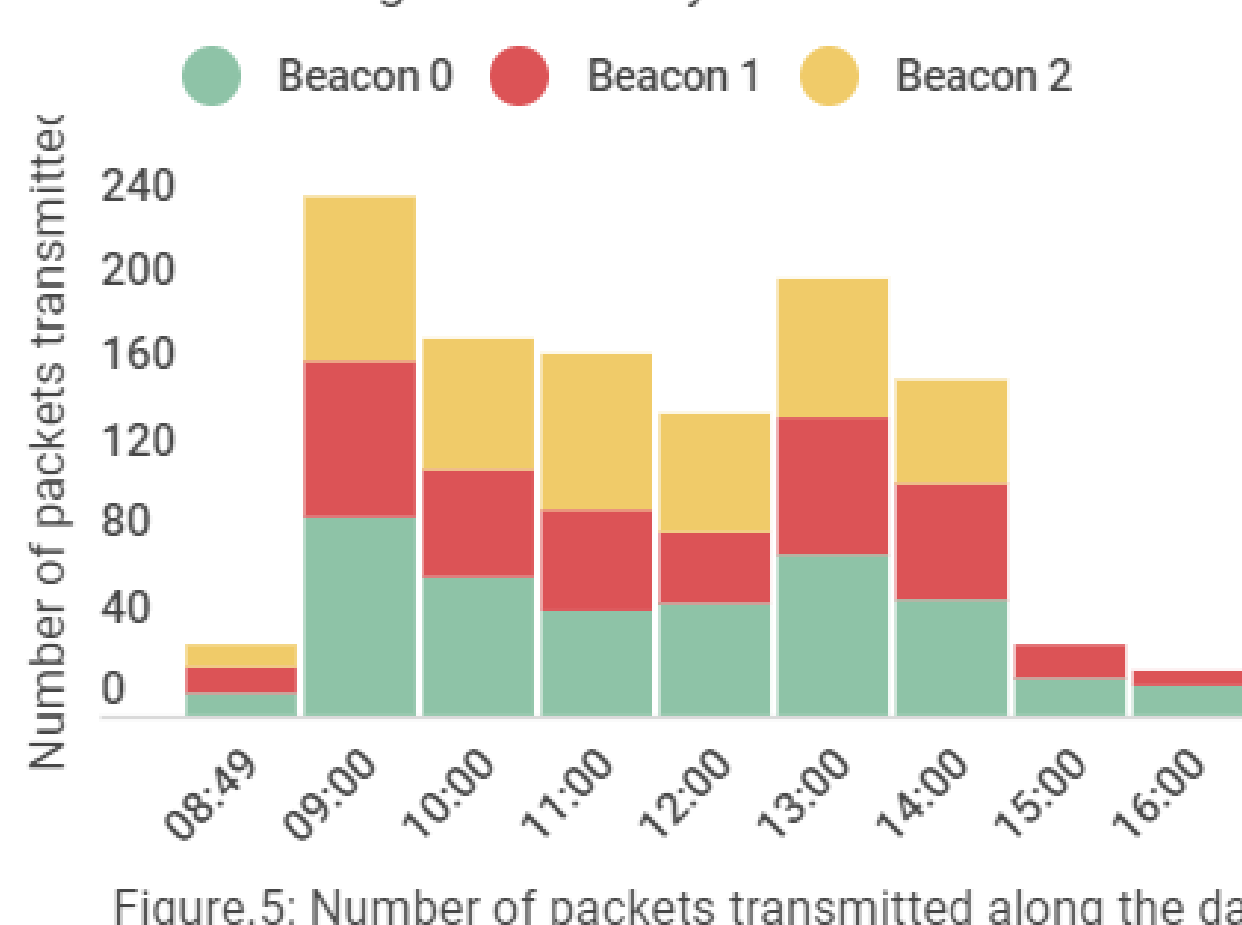 Beacon 0 Beacon 1 Beacon 2
Number of packets transmitted
240
200
160
120
80
40
0
08:49 09:00 10:00 11:00 12:00 13:00 14:00 15:00 16:00
Figure.5: Number of packets transmitted along the da